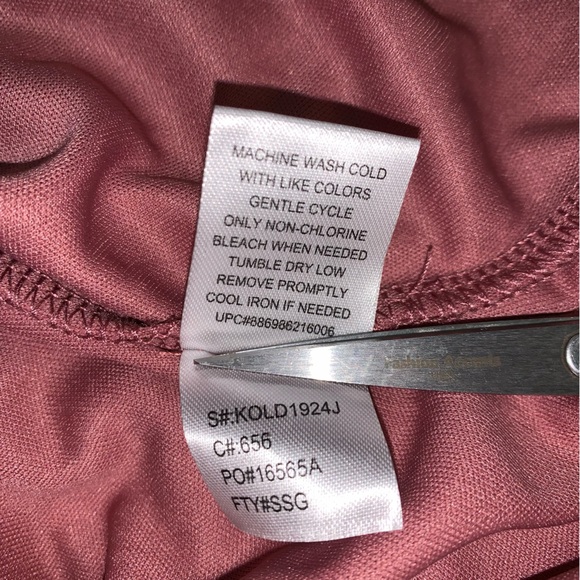 MACHINE WASH COLD
WITH LIKE COLORS
GENTLE CYCLE
ONLY NON-CHLORINE
BLEACH WHEN NEEDED
TUMBLE DRY LOW
REMOVE PROMPTLY
COOL IRON IF NEEDED
UPC#886986216006
S#:KOLD1924J
C#:656
PO#16565A
FTY#SSG